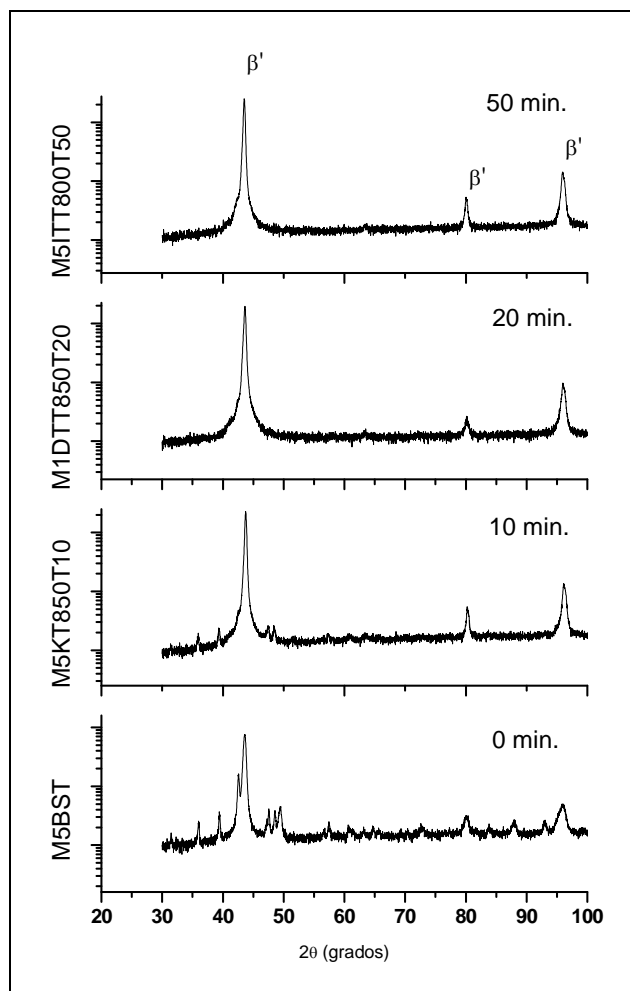 β'
50 min.
β'
β'
M5ITT800T50
20 min.
M1DTT850T20
10 min.
M5KT850T10
0 min.
M5BST
20 30 40 50 60 70 80 90 100
2θ (grados)